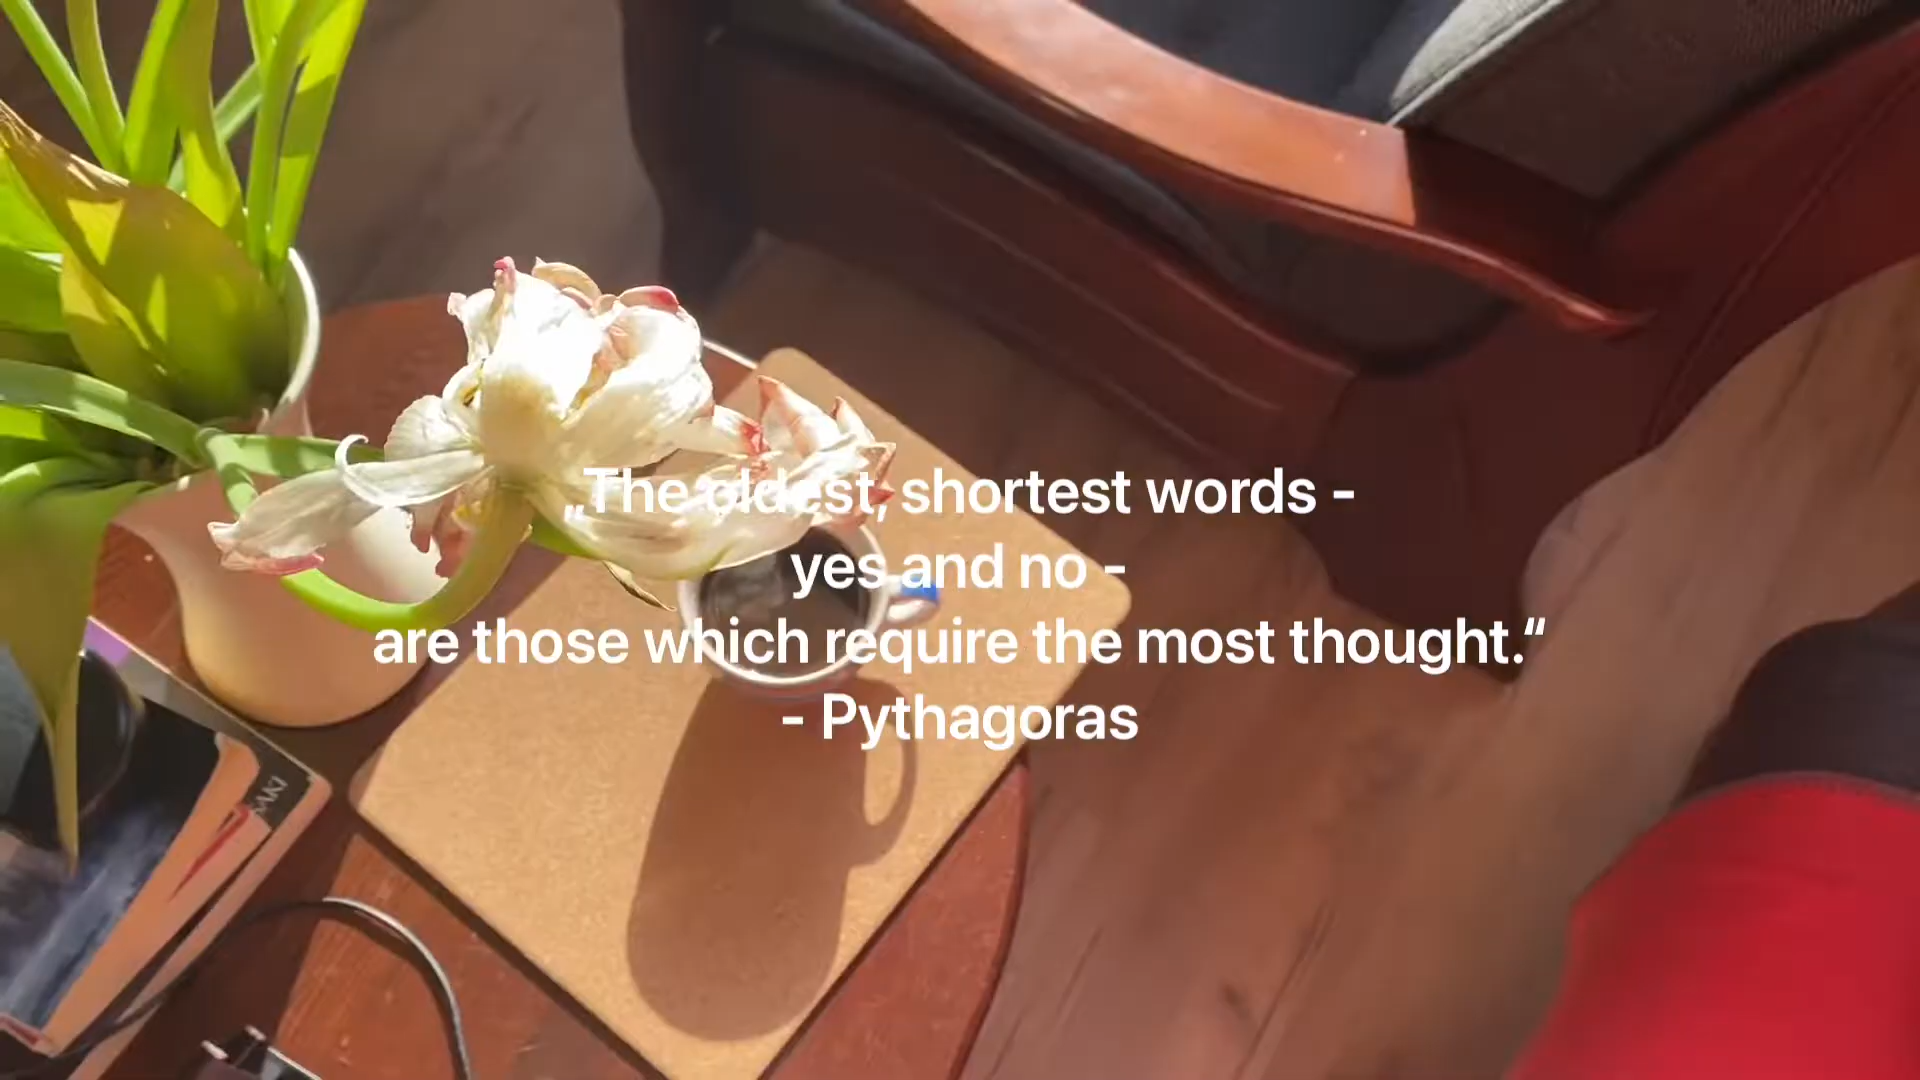 „The oldest, shortest words -
yes and no -
are those which require the most thought.“
- Pythagoras